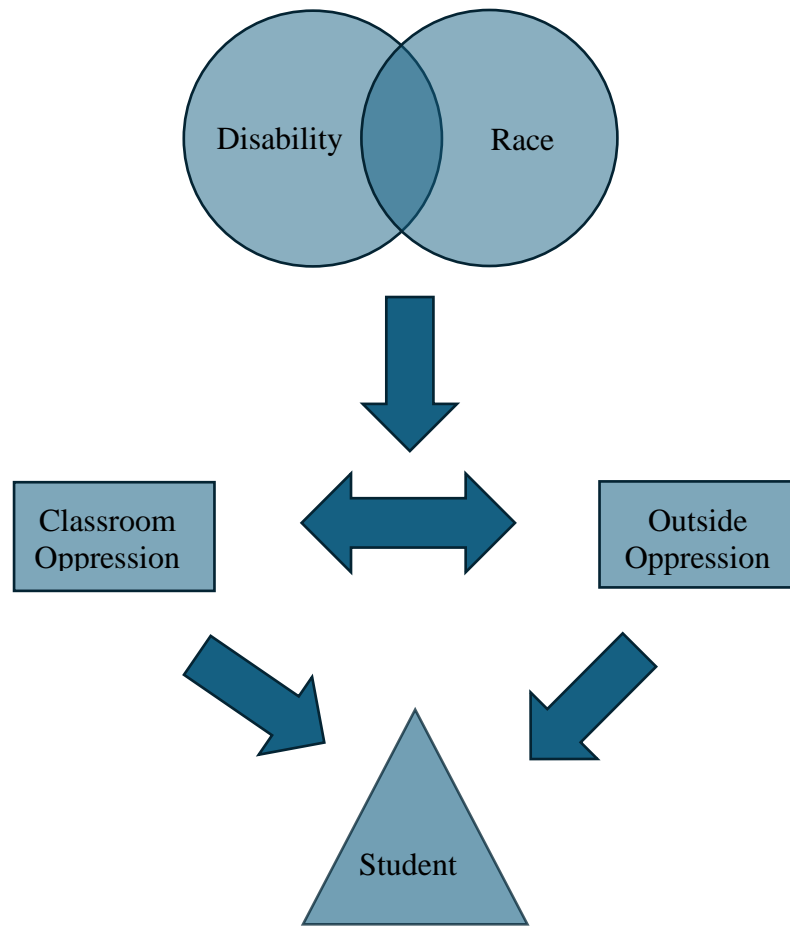 Disability
Race
Classroom
Oppression
Outside
Oppression
Student